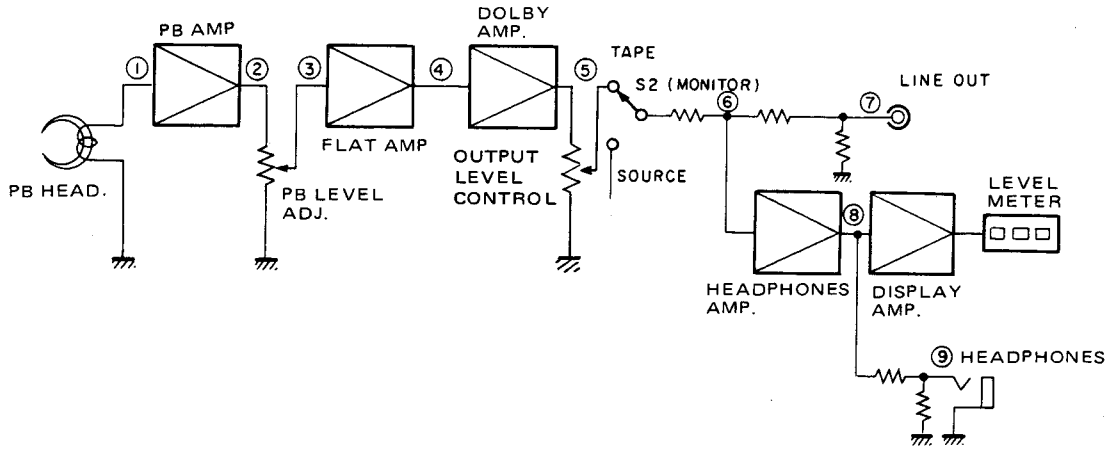 PB AMP
DOLBY
AMP.
TAPE
S2 (MONITOR)
LINE OUT
①
②
③
④
⑤
⑥
⑦
FLAT AMP
PB HEAD.
PB LEVEL
ADJ.
OUTPUT
LEVEL
CONTROL
SOURCE
LEVEL
METER
⑧
HEADPHONES
AMP.
DISPLAY
AMP.
⑨ HEADPHONES